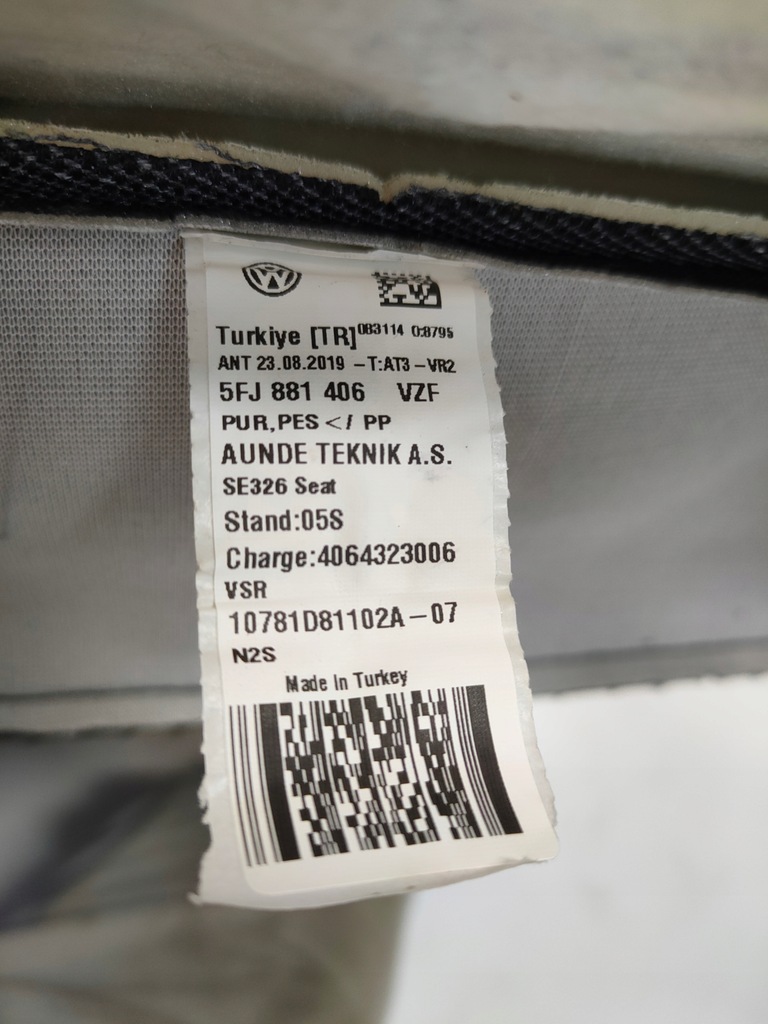 Turkiye [TR] 083114 0:8795
ANT 23.08.2019 -T:AT3-VR2
5FJ 881 406 VZF
PUR,PES </ PP
AUNDE TEKNIK A.S.
SE326 Seat
Stand:05S
Charge:4064323006
VSR
10781D81102A-07
N2S
Made In Turkey